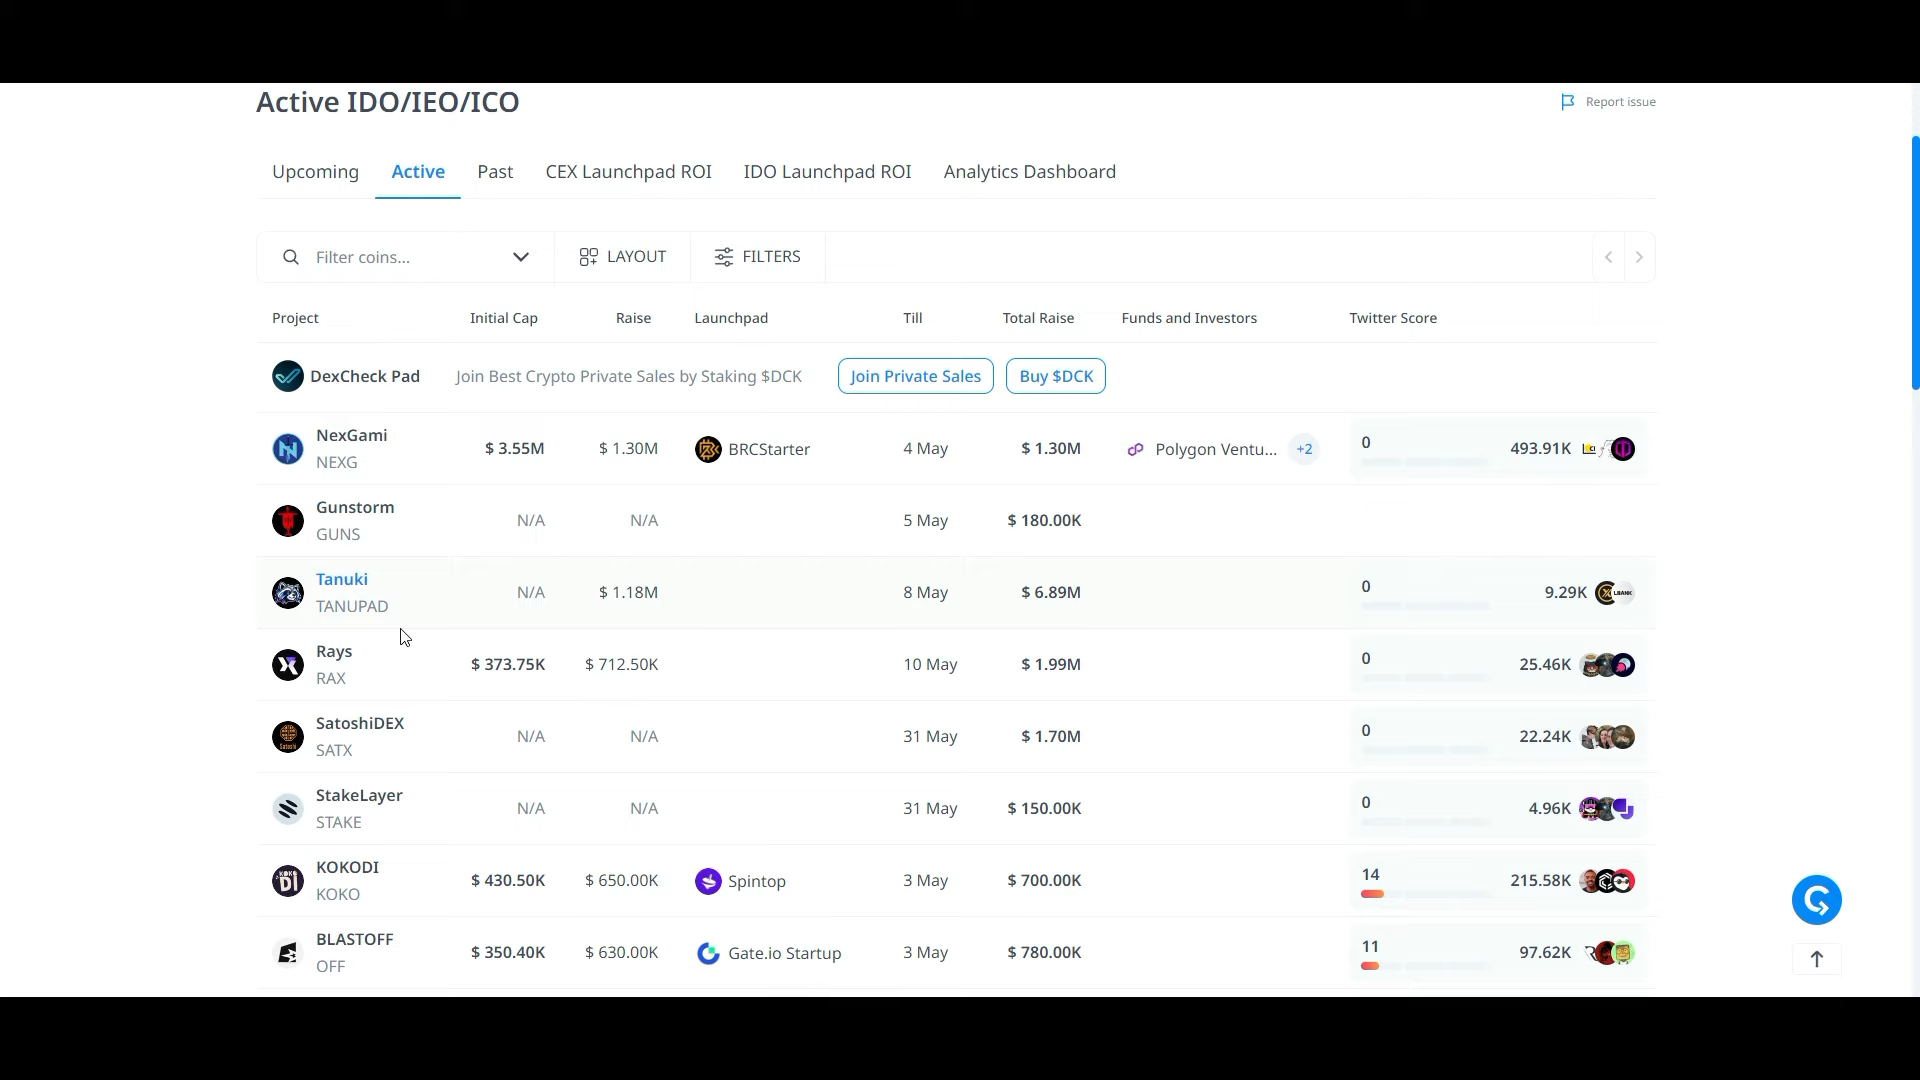 Active IDO/IEO/ICO
Report issue
Upcoming
Active
Past
CEX Launchpad ROI
IDO Launchpad ROI
Analytics Dashboard
Filter coins...
LAYOUT
FILTERS
Project
Initial Cap
Raise
Launchpad
Till
Total Raise
Funds and Investors
Twitter Score
DexCheck Pad
Join Best Crypto Private Sales by Staking $DCK
Join Private Sales
Buy $DCK
NexGami
NEXG
$ 3.55M
$ 1.30M
BRCStarter
4 May
$ 1.30M
Polygon Ventu...
+2
0
493.91K
Gunstorm
GUNS
N/A
N/A
5 May
$ 180.00K
Tanuki
TANUPAD
N/A
$ 1.18M
8 May
$ 6.89M
0
9.29K
LBANK
Rays
RAX
$ 373.75K
$ 712.50K
10 May
$ 1.99M
0
25.46K
SatoshiDEX
SATX
N/A
N/A
31 May
$ 1.70M
0
22.24K
StakeLayer
STAKE
N/A
N/A
31 May
$ 150.00K
0
4.96K
KOKODI
KOKO
$ 430.50K
$ 650.00K
Spintop
3 May
$ 700.00K
14
215.58K
BLASTOFF
OFF
$ 350.40K
$ 630.00K
Gate.io Startup
3 May
$ 780.00K
11
97.62K